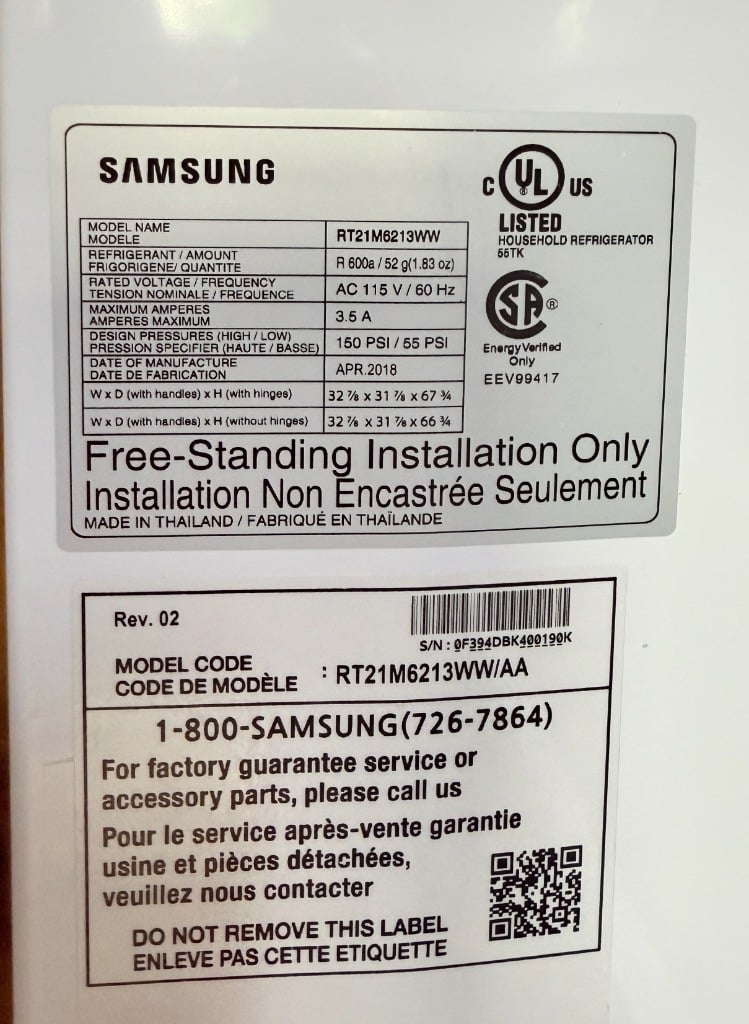 SAMSUNG
C UL ® US
LISTED
HOUSEHOLD REFRIGERATOR
55TK
SA ®
Energy Verified
Only
EEV99417
MODEL NAME
MODELE
RT21M6213WW
REFRIGERANT / AMOUNT
FRIGORIGENE/ QUANTITE
R 600a / 52 g(1.83 oz)
RATED VOLTAGE / FREQUENCY
TENSION NOMINALE / FREQUENCE
AC 115 V / 60 Hz
MAXIMUM AMPERES
AMPERES MAXIMUM
3.5 A
DESIGN PRESSURES (HIGH / LOW)
PRESSION SPECIFIER (HAUTE / BASSE)
150 PSI / 55 PSI
DATE OF MANUFACTURE
DATE DE FABRICATION
APR.2018
W x D (with handles) x H (with hinges)
32 ⅞ x 31 ⅞ x 67 ¾
W x D (with handles) x H (without hinges)
32 ⅞ x 31 ⅞ x 66 ¾
Free-Standing Installation Only
Installation Non Encastrée Seulement
MADE IN THAILAND / FABRIQUÉ EN THAÏLANDE
Rev. 02
S/N : 0F394DBK400190K
MODEL CODE
CODE DE MODÈLE
: RT21M6213WW/AA
1-800-SAMSUNG(726-7864)
For factory guarantee service or
accessory parts, please call us
Pour le service après-vente garantie
usine et pièces détachées,
veuillez nous contacter
DO NOT REMOVE THIS LABEL
ENLEVE PAS CETTE ETIQUETTE